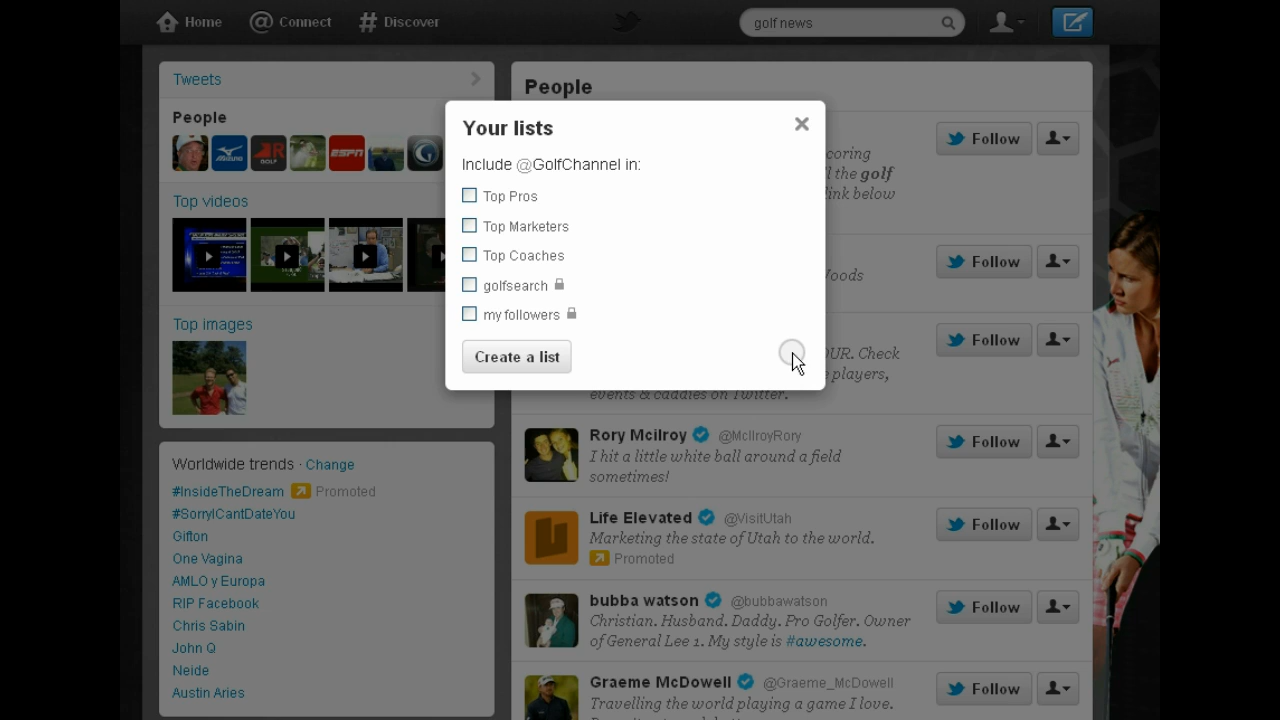 Home
Connect
Discover
golf news
Tweets
People
MIZUNO
GOLF
ESPN
Top videos
Top images
Worldwide trends · Change
#InsideTheDream Promoted
#SorryICantDateYou
Gifton
One Vagina
AMLO y Europa
RIP Facebook
Chris Sabin
John Q
Neide
Austin Aries
Your lists
Include @GolfChannel in:
Top Pros
Top Marketers
Top Coaches
golfsearch
my followers
Create a list
People
coring
l the golf
link below
Follow
Voods
Follow
OUR. Check
e players,
events & caddies on Twitter.
Follow
Rory Mcilroy @McIlroyRory
I hit a little white ball around a field
sometimes!
Follow
Life Elevated @VisitUtah
Marketing the state of Utah to the world.
Promoted
Follow
bubba watson @bubbawatson
Christian. Husband. Daddy. Pro Golfer. Owner
of General Lee 1. My style is #awesome.
Follow
Graeme McDowell @Graeme_McDowell
Travelling the world playing a game I love.
Follow